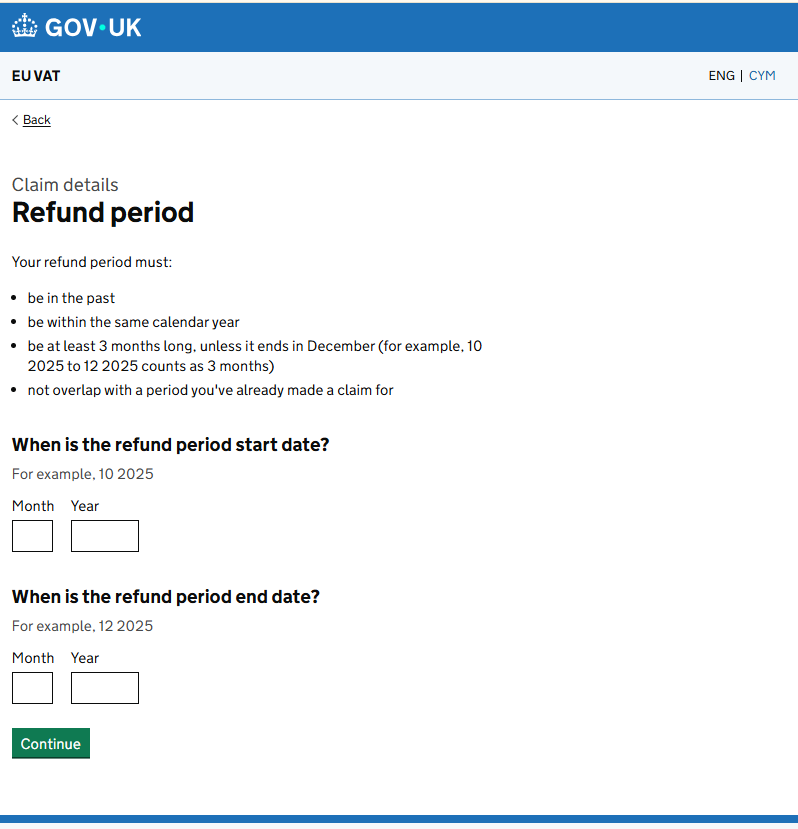 GOV·UK
EU VAT
ENG | CYM
Back
Claim details
Refund period
Your refund period must:
• be in the past
• be within the same calendar year
• be at least 3 months long, unless it ends in December (for example, 10
2025 to 12 2025 counts as 3 months)
• not overlap with a period you've already made a claim for
When is the refund period start date?
For example, 10 2025
Month Year
When is the refund period end date?
For example, 12 2025
Month Year
Continue